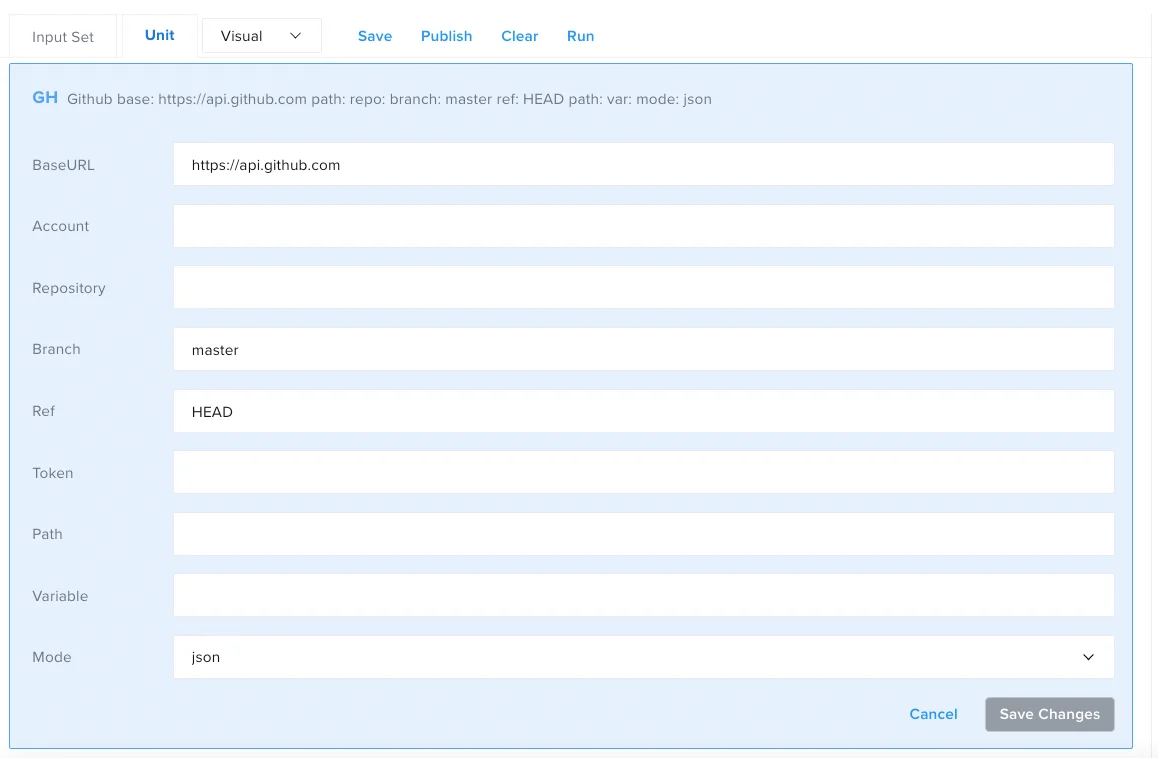 Input Set Unit Visual Save Publish Clear Run
GH Github base: https://api.github.com path: repo: branch: master ref: HEAD path: var: mode: json
BaseURL https://api.github.com
Account
Repository
Branch master
Ref HEAD
Token
Path
Variable
Mode json
Cancel Save Changes